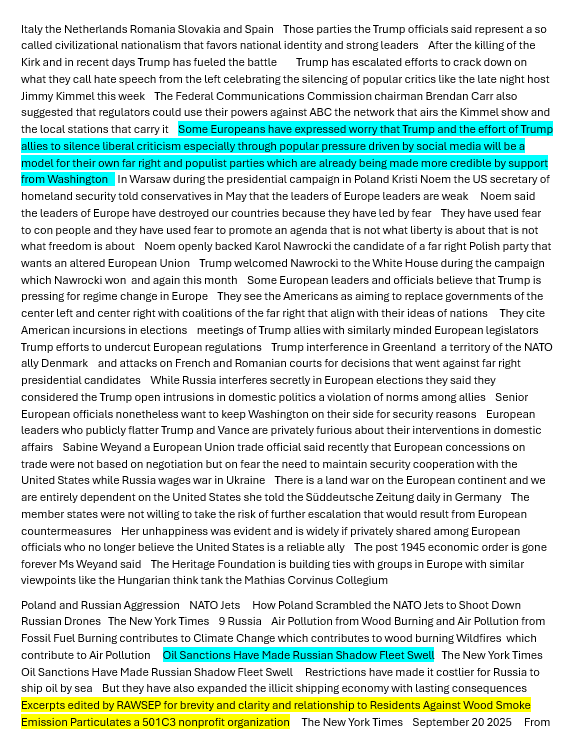 Italy the Netherlands Romania Slovakia and Spain Those parties the Trump officials said represent a so
called civilizational nationalism that favors national identity and strong leaders After the killing of the
Kirk and in recent days Trump has fueled the battle Trump has escalated efforts to crack down on
what they call hate speech from the left celebrating the silencing of popular critics like the late night host
Jimmy Kimmel this week The Federal Communications Commission chairman Brendan Carr also
suggested that regulators could use their powers against ABC the network that airs the Kimmel show and
the local stations that carry it Some Europeans have expressed worry that Trump and the effort of Trump
allies to silence liberal criticism especially through popular pressure driven by social media will be a
model for their own far right and populist parties which are already being made more credible by support
from Washington In Warsaw during the presidential campaign in Poland Kristi Noem the US secretary of
homeland security told conservatives in May that the leaders of Europe leaders are weak Noem said
the leaders of Europe have destroyed our countries because they have led by fear They have used fear
to con people and they have used fear to promote an agenda that is not what liberty is about that is not
what freedom is about Noem openly backed Karol Nawrocki the candidate of a far right Polish party that
wants an altered European Union Trump welcomed Nawrocki to the White House during the campaign
which Nawrocki won and again this month Some European leaders and officials believe that Trump is
pressing for regime change in Europe They see the Americans as aiming to replace governments of the
center left and center right with coalitions of the far right that align with their ideas of nations They cite
American incursions in elections meetings of Trump allies with similarly minded European legislators
Trump efforts to undercut European regulations Trump interference in Greenland a territory of the NATO
ally Denmark and attacks on French and Romanian courts for decisions that went against far right
presidential candidates While Russia interferes secretly in European elections they said they
considered the Trump open intrusions in domestic politics a violation of norms among allies Senior
European officials nonetheless want to keep Washington on their side for security reasons European
leaders who publicly flatter Trump and Vance are privately furious about their interventions in domestic
affairs Sabine Weyand a European Union trade official said recently that European concessions on
trade were not based on negotiation but on fear the need to maintain security cooperation with the
United States while Russia wages war in Ukraine There is a land war on the European continent and we
are entirely dependent on the United States she told the Süddeutsche Zeitung daily in Germany The
member states were not willing to take the risk of further escalation that would result from European
countermeasures Her unhappiness was evident and is widely if privately shared among European
officials who no longer believe the United States is a reliable ally The post 1945 economic order is gone
forever Ms Weyand said The Heritage Foundation is building ties with groups in Europe with similar
viewpoints like the Hungarian think tank the Mathias Corvinus Collegium
Poland and Russian Aggression NATO Jets How Poland Scrambled the NATO Jets to Shoot Down
Russian Drones The New York Times 9 Russia Air Pollution from Wood Burning and Air Pollution from
Fossil Fuel Burning contributes to Climate Change which contributes to wood burning Wildfires which
contribute to Air Pollution Oil Sanctions Have Made Russian Shadow Fleet Swell The New York Times
Oil Sanctions Have Made Russian Shadow Fleet Swell Restrictions have made it costlier for Russia to
ship oil by sea But they have also expanded the illicit shipping economy with lasting consequences
Excerpts edited by RAWSEP for brevity and clarity and relationship to Residents Against Wood Smoke
Emission Particulates a 501C3 nonprofit organization The New York Times September 20 2025 From